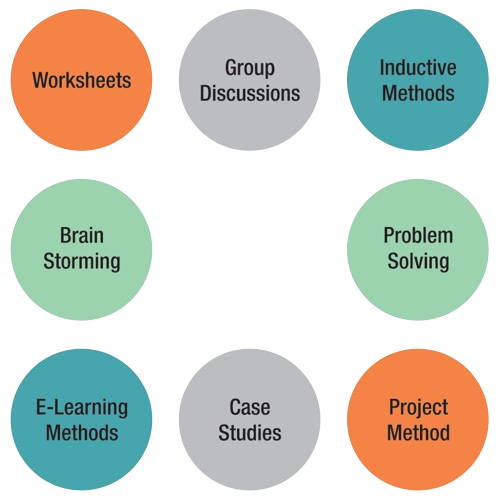 Worksheets
Group
Discussions
Inductive
Methods
Brain
Storming
Problem
Solving
E-Learning
Methods
Case
Studies
Project
Method